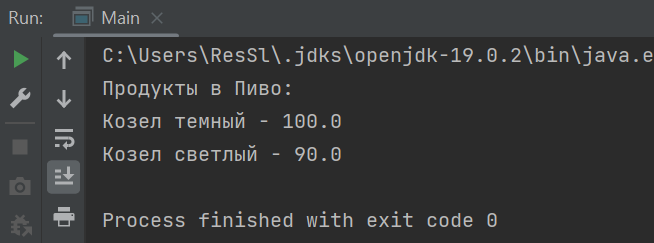 Run: Main
C:\Users\ResSl\.jdks\openjdk-19.0.2\bin\java.e
Продукты в Пиво:
Козел темный - 100.0
Козел светлый - 90.0
Process finished with exit code 0